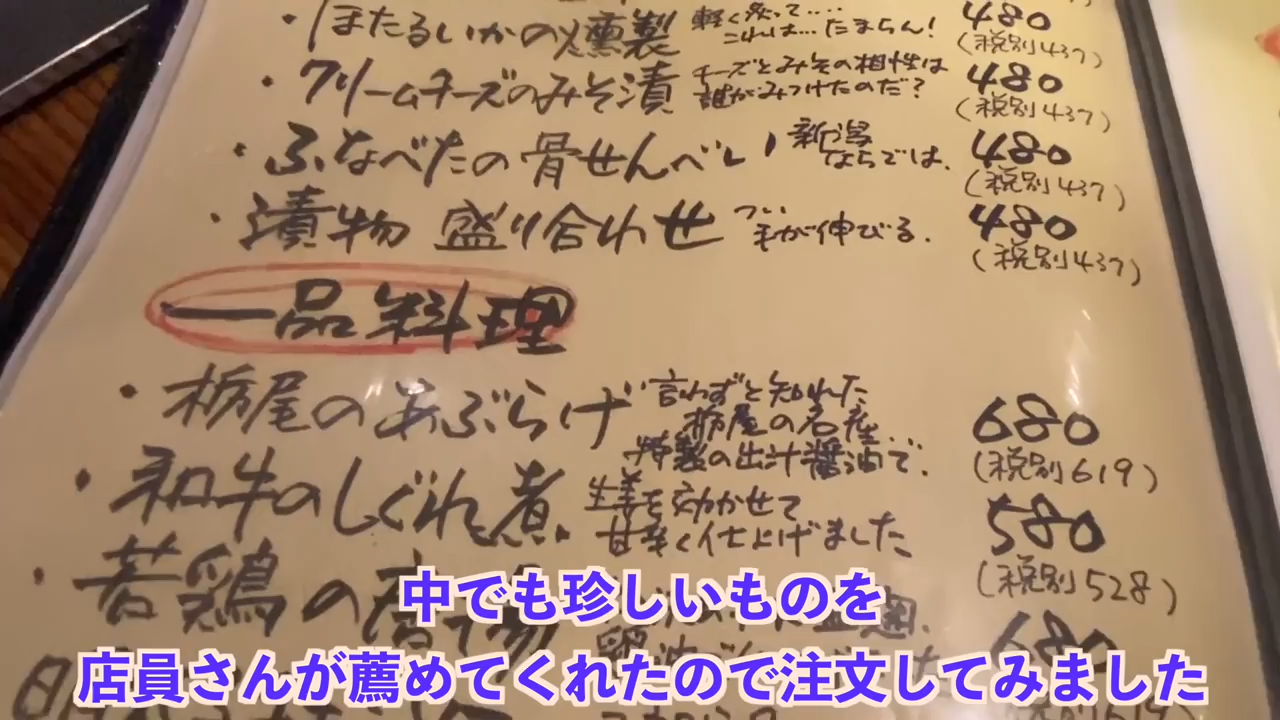 ・ほたるいかの燻製 軽く炙って‥‥ 480
これは…たまらん! (税別437)
・クリームチーズのみそ漬 チーズとみその相性は 480
誰がみつけたのだ? (税別437)
・ふなべたの骨せんべい 新潟 480
ならでは. (税別437)
・漬物 盛り合わせ つい 480
手が伸びる. (税別437)
一品料理
・栃尾のあぶらげ 言わずと知れた 680
栃尾の名産. (税別619)
特製の出汁醤油で.
・和牛のしぐれ煮 生姜を効かせて 580
甘辛く仕上げました (税別528)
・若鶏の 680
中でも珍しいものを
店員さんが薦めてくれたので注文してみました